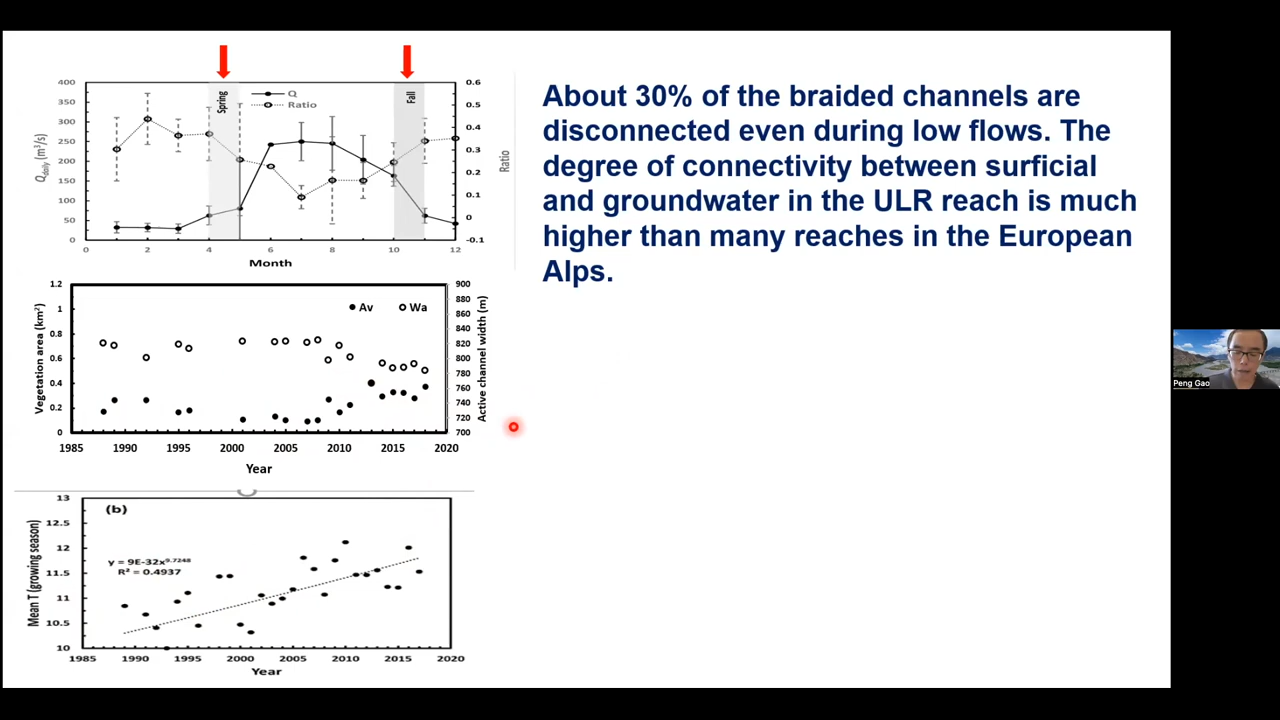 About 30% of the braided channels are
disconnected even during low flows. The
degree of connectivity between surficial
and groundwater in the ULR reach is much
higher than many reaches in the European
Alps.
400
350
300
250
200
150
100
50
0
Qdaily (m³/s)
Spring
Q
Ratio
Fall
0.6
0.5
0.4
0.3
0.2
0.1
0
-0.1
Ratio
0 2 4 6 8 10 12
Month
1.2
1
0.8
0.6
0.4
0.2
0
Vegetation area (km²)
Av Wa
900
880
860
840
820
800
780
760
740
720
700
Active channel width (m)
1985 1990 1995 2000 2005 2010 2015 2020
Year
13
12.5
12
11.5
11
10.5
10
Mean T (growing season)
(b)
y = 9E-32x^9.7248
R² = 0.4937
1985 1990 1995 2000 2005 2010 2015 2020
Year
Peng Gao